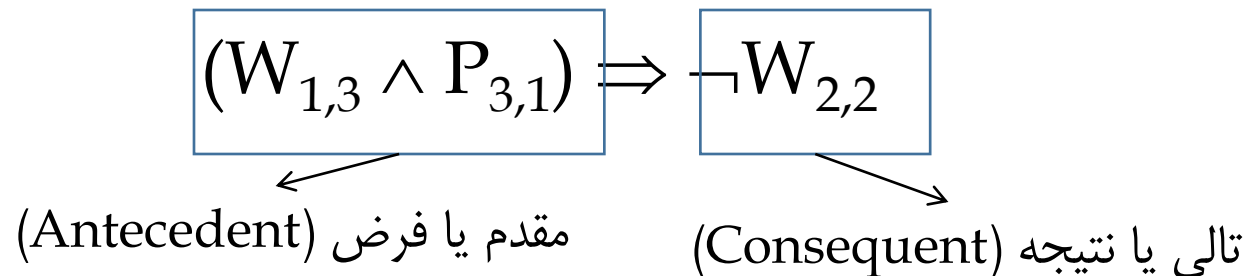 (W₁,₃ ∧ P₃,₁) ⇒ ¬W₂,₂
مقدم یا فرض (Antecedent)
تالی یا نتیجه (Consequent)